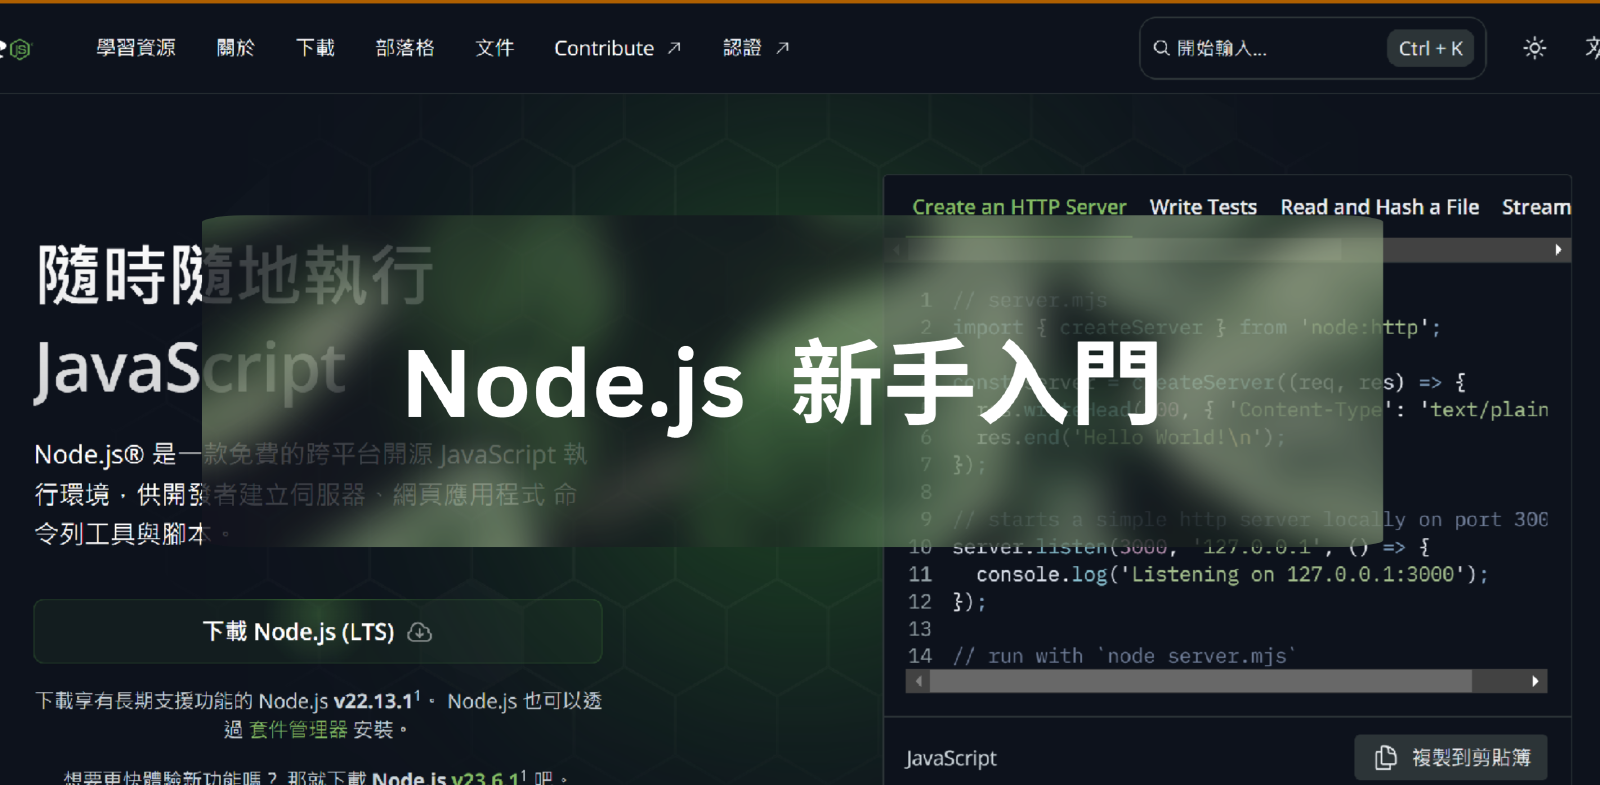 學習資源 關於 下載 部落格 文件 Contribute ↗ 認證 ↗ 開始輸入... Ctrl + K
隨時隨地執行
JavaScript
Node.js® 是一款免費的跨平台開源 JavaScript 執
行環境，供開發者建立伺服器、網頁應用程式 命
令列工具與腳本。
下載 Node.js (LTS)
下載享有長期支援功能的 Node.js v22.13.1¹。 Node.js 也可以透
過 套件管理器 安裝。
想要更快體驗新功能嗎？ 那就下載 Node.js v23.6.1¹ 吧。
Node.js 新手入門
Create an HTTP Server Write Tests Read and Hash a File Stream
1 // server.mjs
2 import { createServer } from 'node:http';
const server = createServer((req, res) => {
res.writeHead(200, { 'Content-Type': 'text/plain
6 res.end('Hello World!\n');
7 });
8
9 // starts a simple http server locally on port 300
10 server.listen(3000, '127.0.0.1', () => {
11 console.log('Listening on 127.0.0.1:3000');
12 });
13
14 // run with `node server.mjs`
JavaScript 複製到剪貼簿